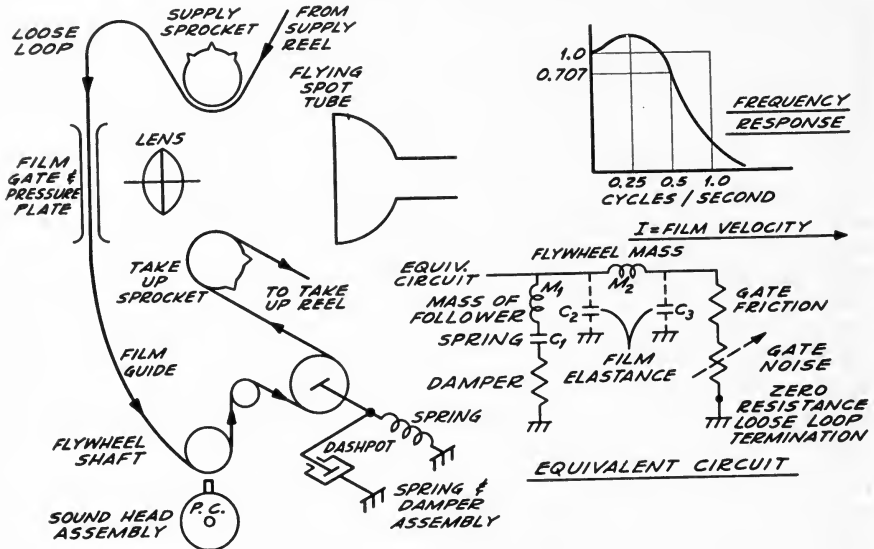 LOOSE
LOOP
SUPPLY
SPROCKET
FROM
SUPPLY
REEL
FLYING
SPOT
TUBE
LENS
FILM
GATE &
PRESSURE
PLATE
TAKE
UP
SPROCKET
TO TAKE
UP REEL
FILM
GUIDE
FLYWHEEL
SHAFT
P.C.
SOUND HEAD
ASSEMBLY
SPRING
DASHPOT
SPRING &
DAMPER
ASSEMBLY
1.0
0.707
FREQUENCY
RESPONSE
0.25 0.5 1.0
CYCLES / SECOND
I = FILM VELOCITY
FLYWHEEL MASS
EQUIV.
CIRCUIT
M1
M2
MASS OF
FOLLOWER
C2
C3
SPRING
C1
FILM
ELASTANCE
DAMPER
GATE
FRICTION
GATE
NOISE
ZERO
RESISTANCE
LOOSE LOOP
TERMINATION
EQUIVALENT CIRCUIT